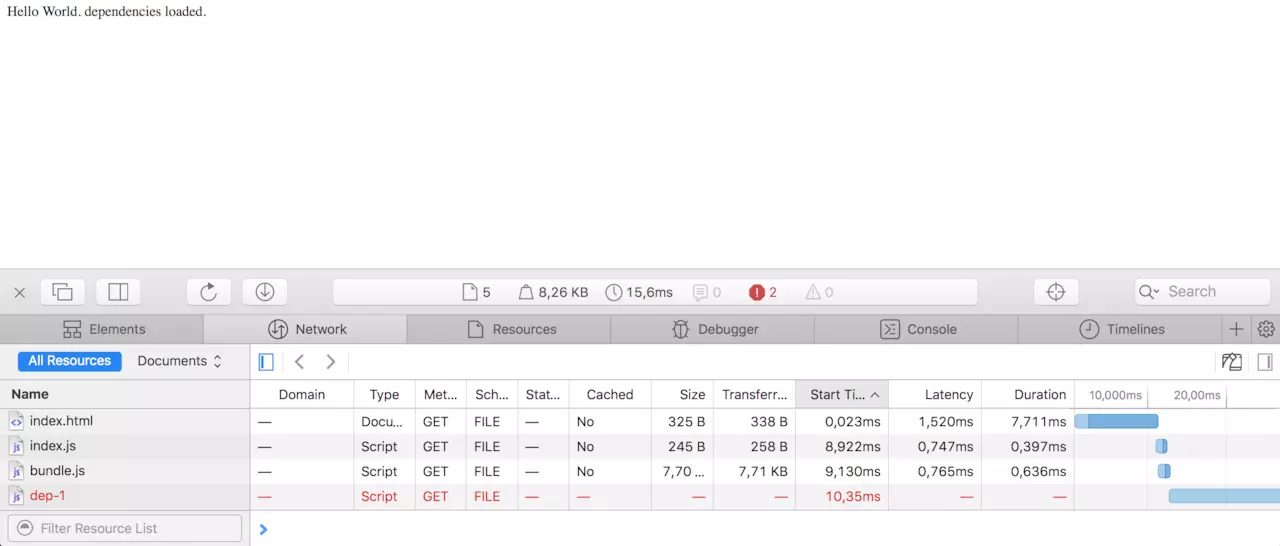 Hello World. dependencies loaded.
5 8,26 KB 15,6ms 0 2 0 Search
Elements Network Resources Debugger Console Timelines
All Resources Documents
Name Domain Type Met... Sch... Stat... Cached Size Transferr... Start Ti... Latency Duration 10,000ms 20,00ms
index.html — Docu... GET FILE — No 325 B 338 B 0,023ms 1,520ms 7,711ms
index.js — Script GET FILE — No 245 B 258 B 8,922ms 0,747ms 0,397ms
bundle.js — Script GET FILE — No 7,70 ... 7,71 KB 9,130ms 0,765ms 0,636ms
dep-1 — Script GET FILE — — — — 10,35ms — —
Filter Resource List